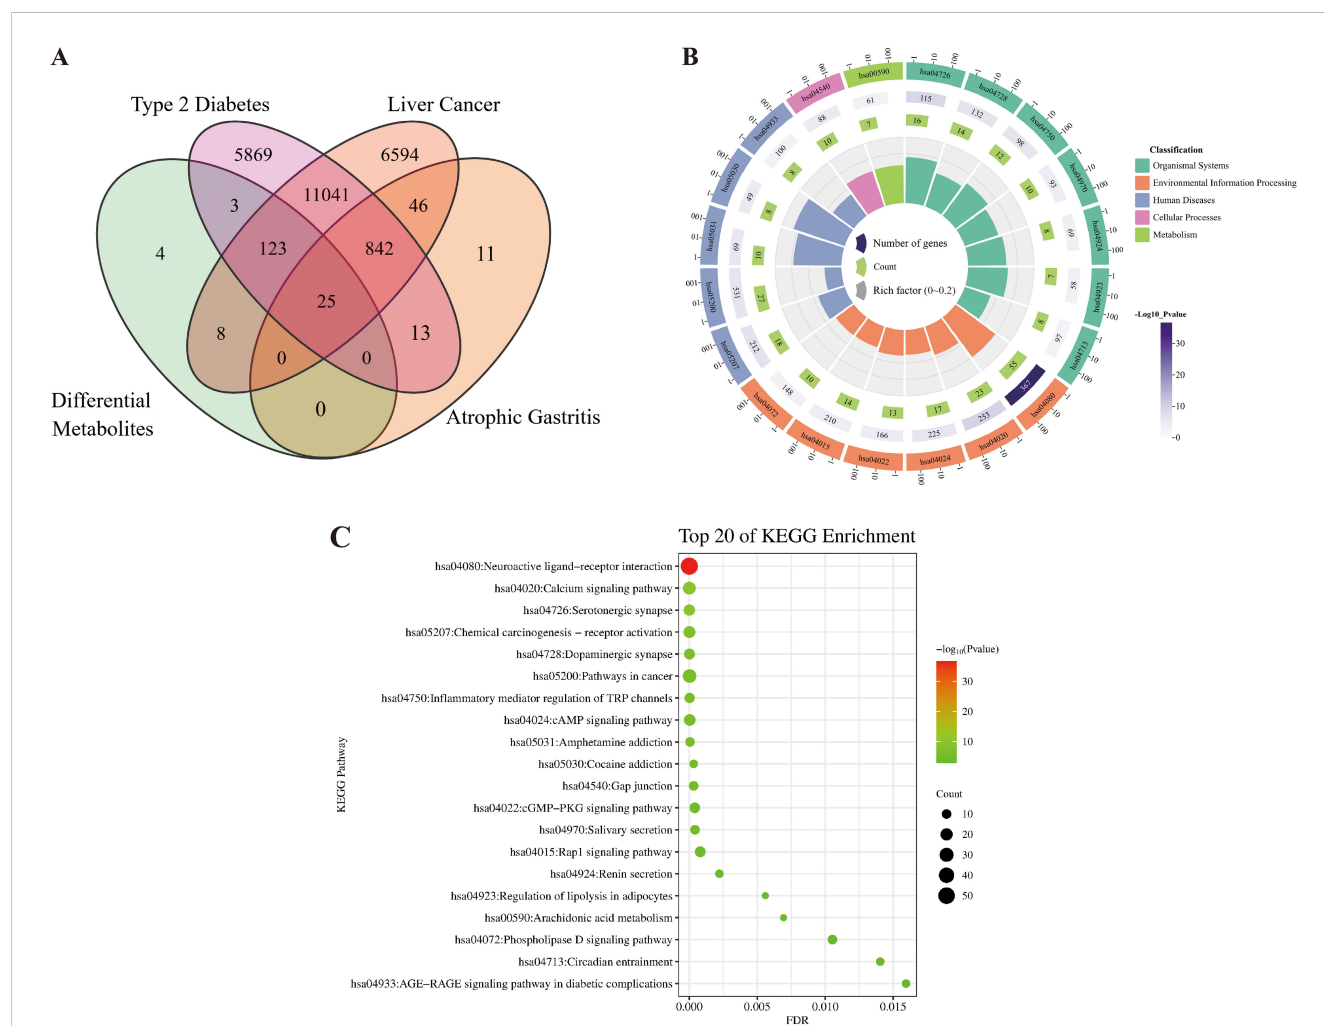 A
Type 2 Diabetes
Liver Cancer
5869
6594
11041
3
46
4
123
842
11
25
8
13
0
0
0
Differential
Metabolites
Atrophic Gastritis
B
hsa00590
hsa04726
hsa04728
hsa04750
hsa04970
hsa04924
hsa04923
hsa04713
hsa04080
hsa04020
hsa04024
hsa04022
hsa04015
hsa04072
hsa05207
hsa05200
hsa05031
hsa05030
hsa04933
hsa04540
61
115
132
98
93
69
58
97
367
253
225
166
210
148
212
531
69
49
100
88
7
16
14
12
10
8
7
8
55
23
17
13
14
10
18
27
10
8
8
10
Number of genes
Count
Rich factor (0~0.2)
Classification
Organismal Systems
Environmental Information Processing
Human Diseases
Cellular Processes
Metabolism
-Log10_Pvalue
30
20
10
0
C
Top 20 of KEGG Enrichment
KEGG Pathway
hsa04080:Neuroactive ligand−receptor interaction
hsa04020:Calcium signaling pathway
hsa04726:Serotonergic synapse
hsa05207:Chemical carcinogenesis − receptor activation
hsa04728:Dopaminergic synapse
hsa05200:Pathways in cancer
hsa04750:Inflammatory mediator regulation of TRP channels
hsa04024:cAMP signaling pathway
hsa05031:Amphetamine addiction
hsa05030:Cocaine addiction
hsa04540:Gap junction
hsa04022:cGMP−PKG signaling pathway
hsa04970:Salivary secretion
hsa04015:Rap1 signaling pathway
hsa04924:Renin secretion
hsa04923:Regulation of lipolysis in adipocytes
hsa00590:Arachidonic acid metabolism
hsa04072:Phospholipase D signaling pathway
hsa04713:Circadian entrainment
hsa04933:AGE−RAGE signaling pathway in diabetic complications
0.000
0.005
0.010
0.015
FDR
−log10(Pvalue)
30
20
10
Count
10
20
30
40
50